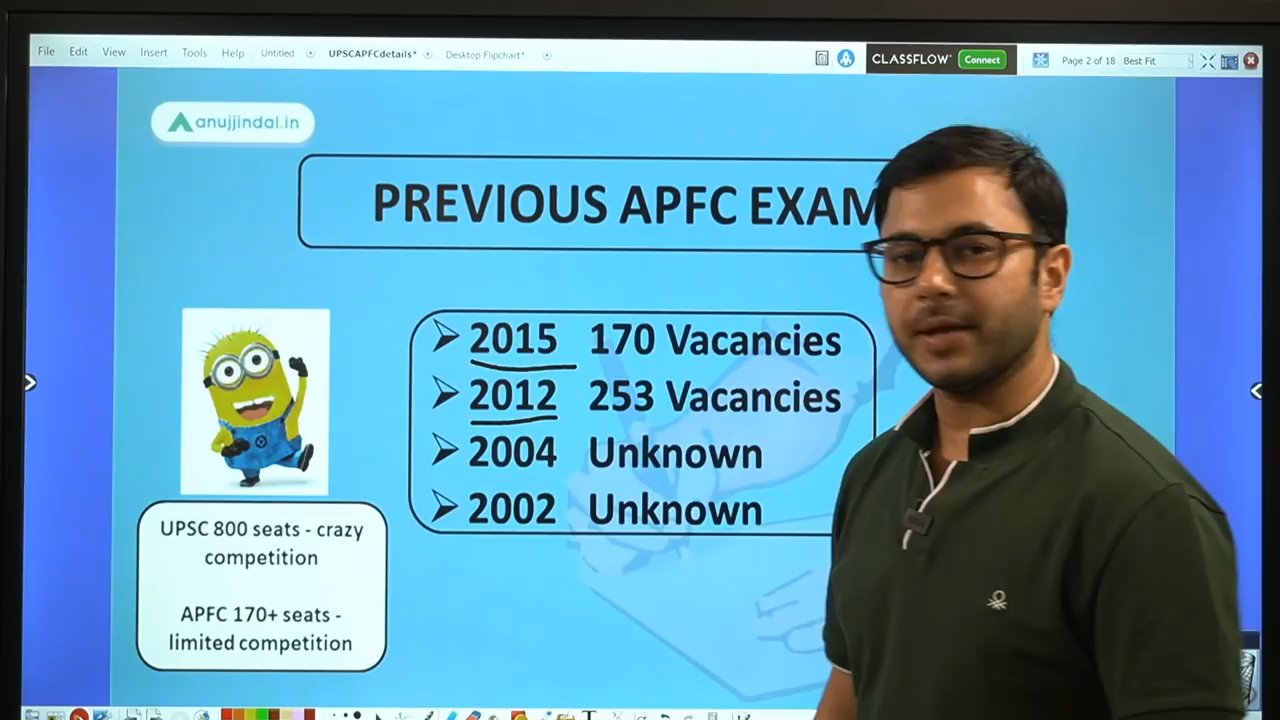 File Edit View Insert Tools Help Untitled UPSCAPFCdetails* Desktop Flipchart* CLASSFLOW Connect Page 2 of 18 Best Fit
anujjindal.in
PREVIOUS APFC EXAM
2015 170 Vacancies
2012 253 Vacancies
2004 Unknown
2002 Unknown
UPSC 800 seats - crazy
competition
APFC 170+ seats -
limited competition